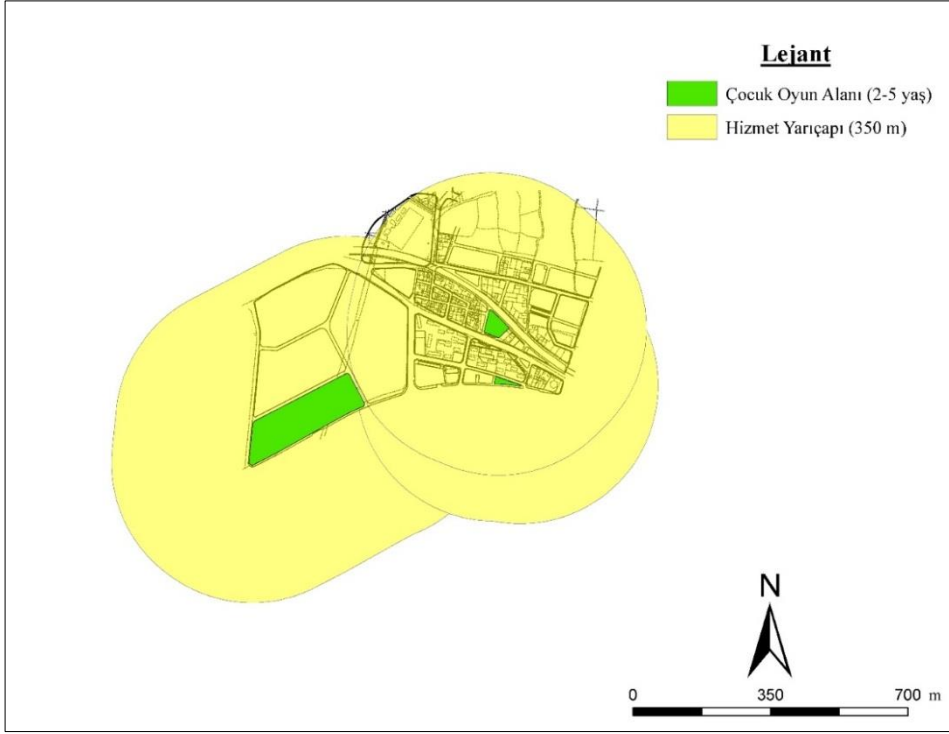 Lejant
Çocuk Oyun Alanı (2-5 yaş)
Hizmet Yarıçapı (350 m)
N
0 350 700 m